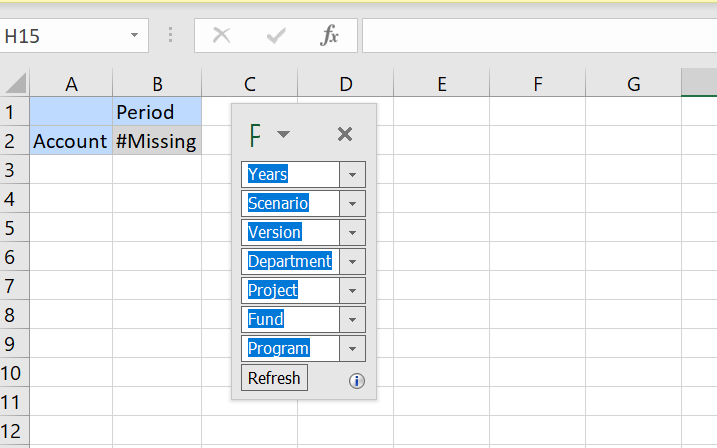 H15 fx
A B C D E F G
1 Period
2 Account #Missing
3
4
5
6
7
8
9
10
11
12
P
Years
Scenario
Version
Department
Project
Fund
Program
Refresh